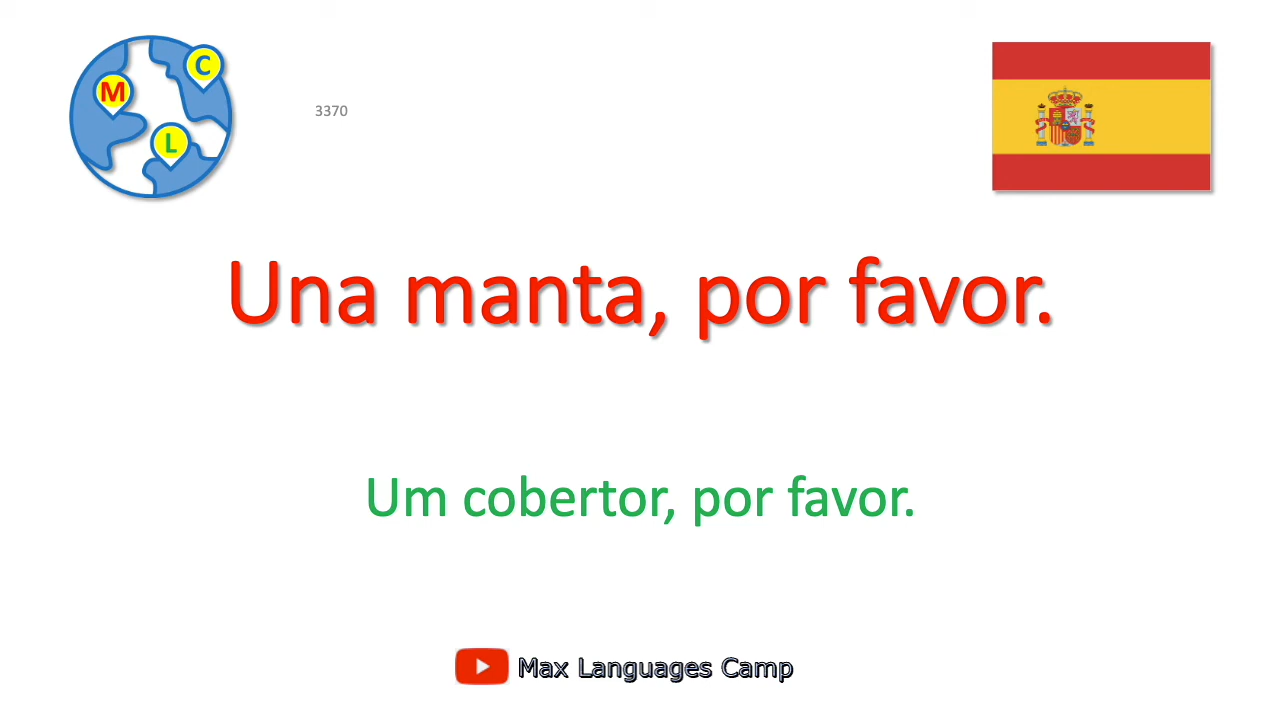 M
C
L
3370
Una manta, por favor.
Um cobertor, por favor.
Max Languages Camp